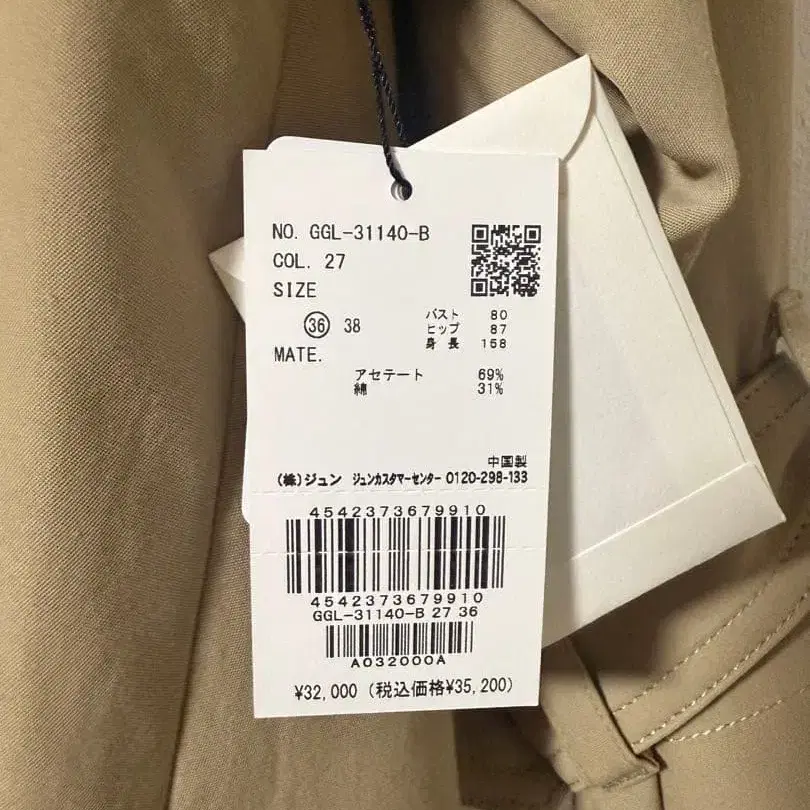 NO. GGL-31140-B
COL. 27
SIZE
㊱ 38
バスト 80
ヒップ 87
身長 158
MATE.
アセテート 69%
綿 31%
中国製
(株)ジュン ジュンカスタマーセンター 0120-298-133
4542373679910
4542373679910
GGL-31140-B 27 36
A032000A
¥32,000 (税込価格¥35,200)